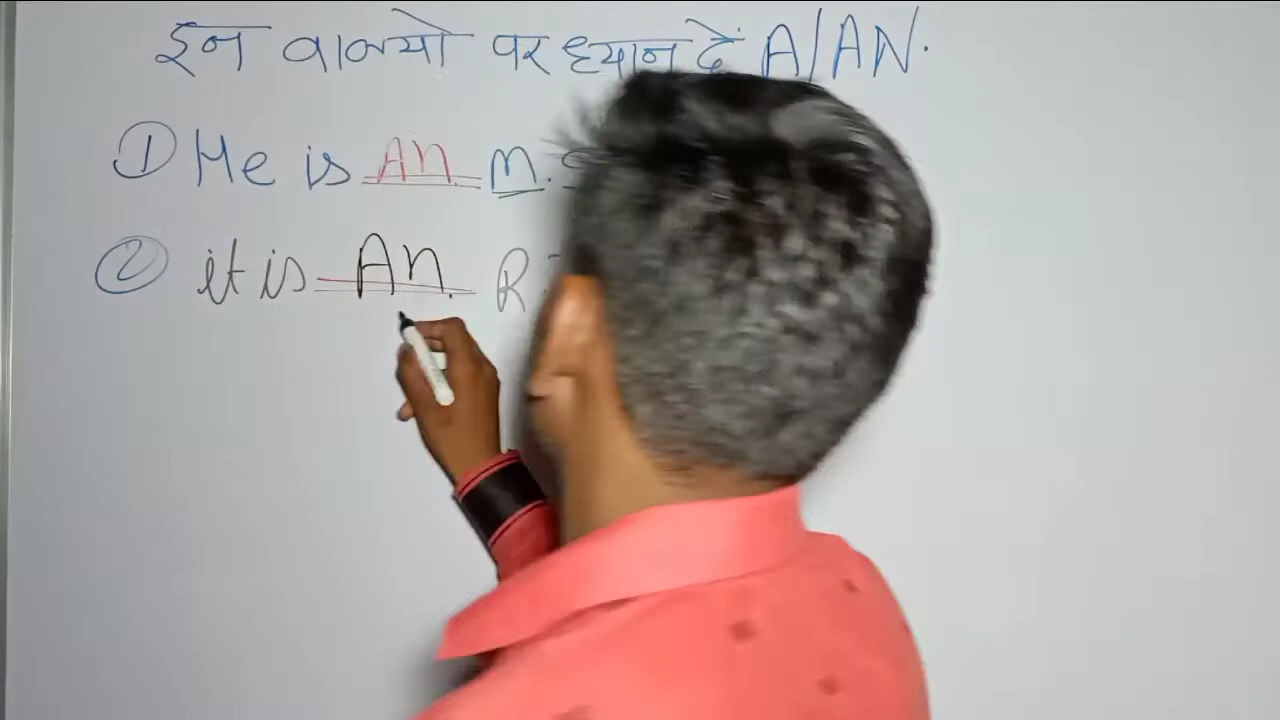 इन वाक्यो पर ध्यान दें A/AN.
① He is An M.
② it is An R